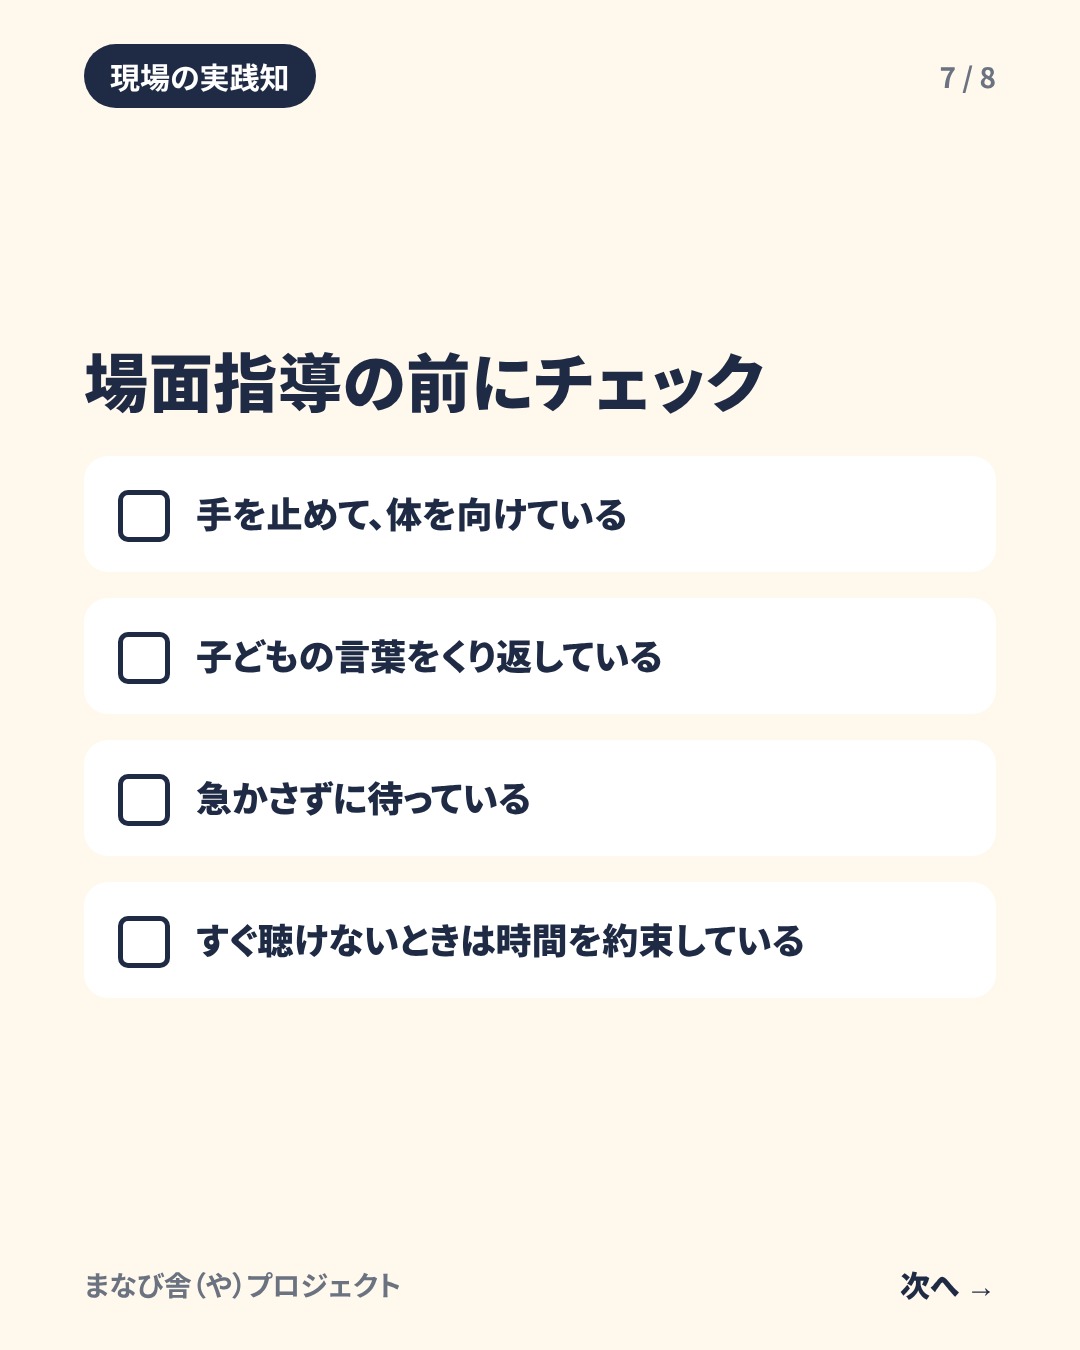 現場の実践知
7 / 8
場面指導の前にチェック
手を止めて、体を向けている
子どもの言葉をくり返している
急かさずに待っている
すぐ聴けないときは時間を約束している
まなび舎（や）プロジェクト
次へ →